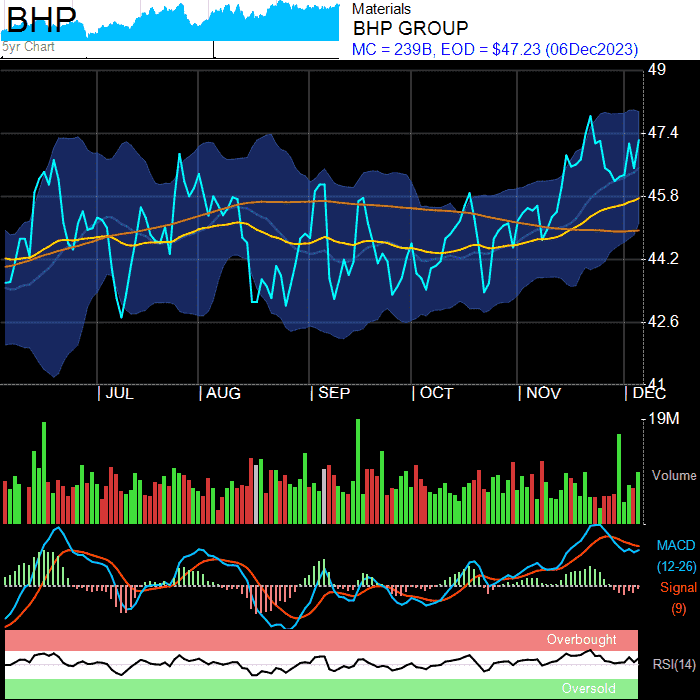 BHP
5yr Chart
Materials
BHP GROUP
MC = 239B, EOD = $47.23 (06Dec2023)
49
47.4
45.8
44.2
42.6
41
| JUL | AUG | SEP | OCT | NOV | DEC
19M
Volume
MACD
(12-26)
Signal
(9)
Overbought
RSI(14)
Oversold